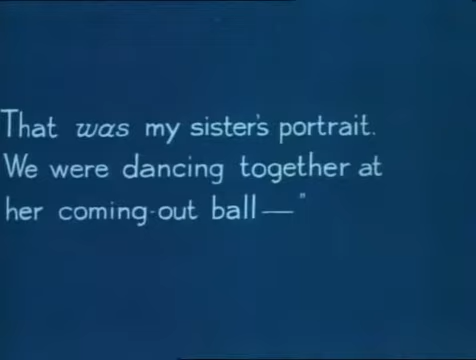 That was my sister's portrait.
We were dancing together at
her coming-out ball—"